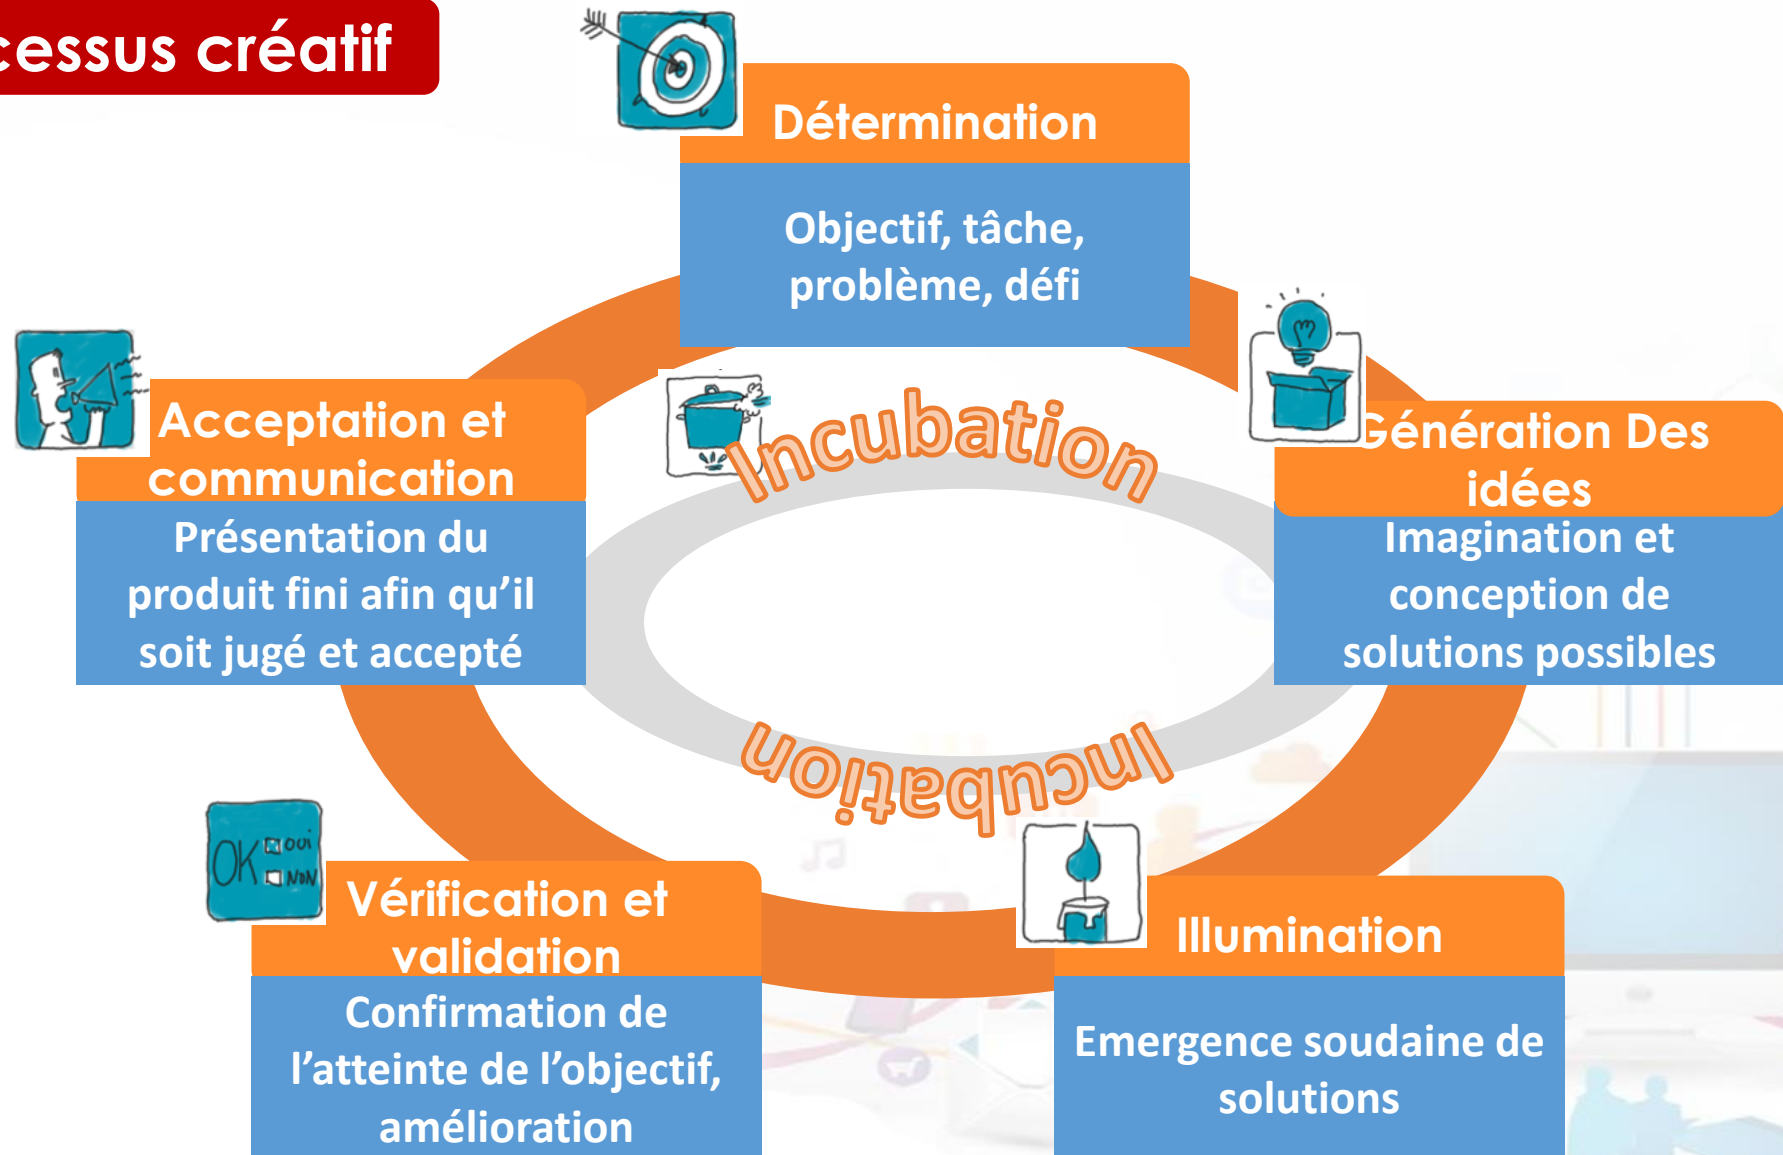 cessus créatif
Détermination
Objectif, tâche,
problème, défi
Génération Des
idées
Imagination et
conception de
solutions possibles
Illumination
Emergence soudaine de
solutions
Vérification et
validation
Confirmation de
l’atteinte de l’objectif,
amélioration
OK OUI
NON
Acceptation et
communication
Présentation du
produit fini afin qu’il
soit jugé et accepté
Incubation
Incubation